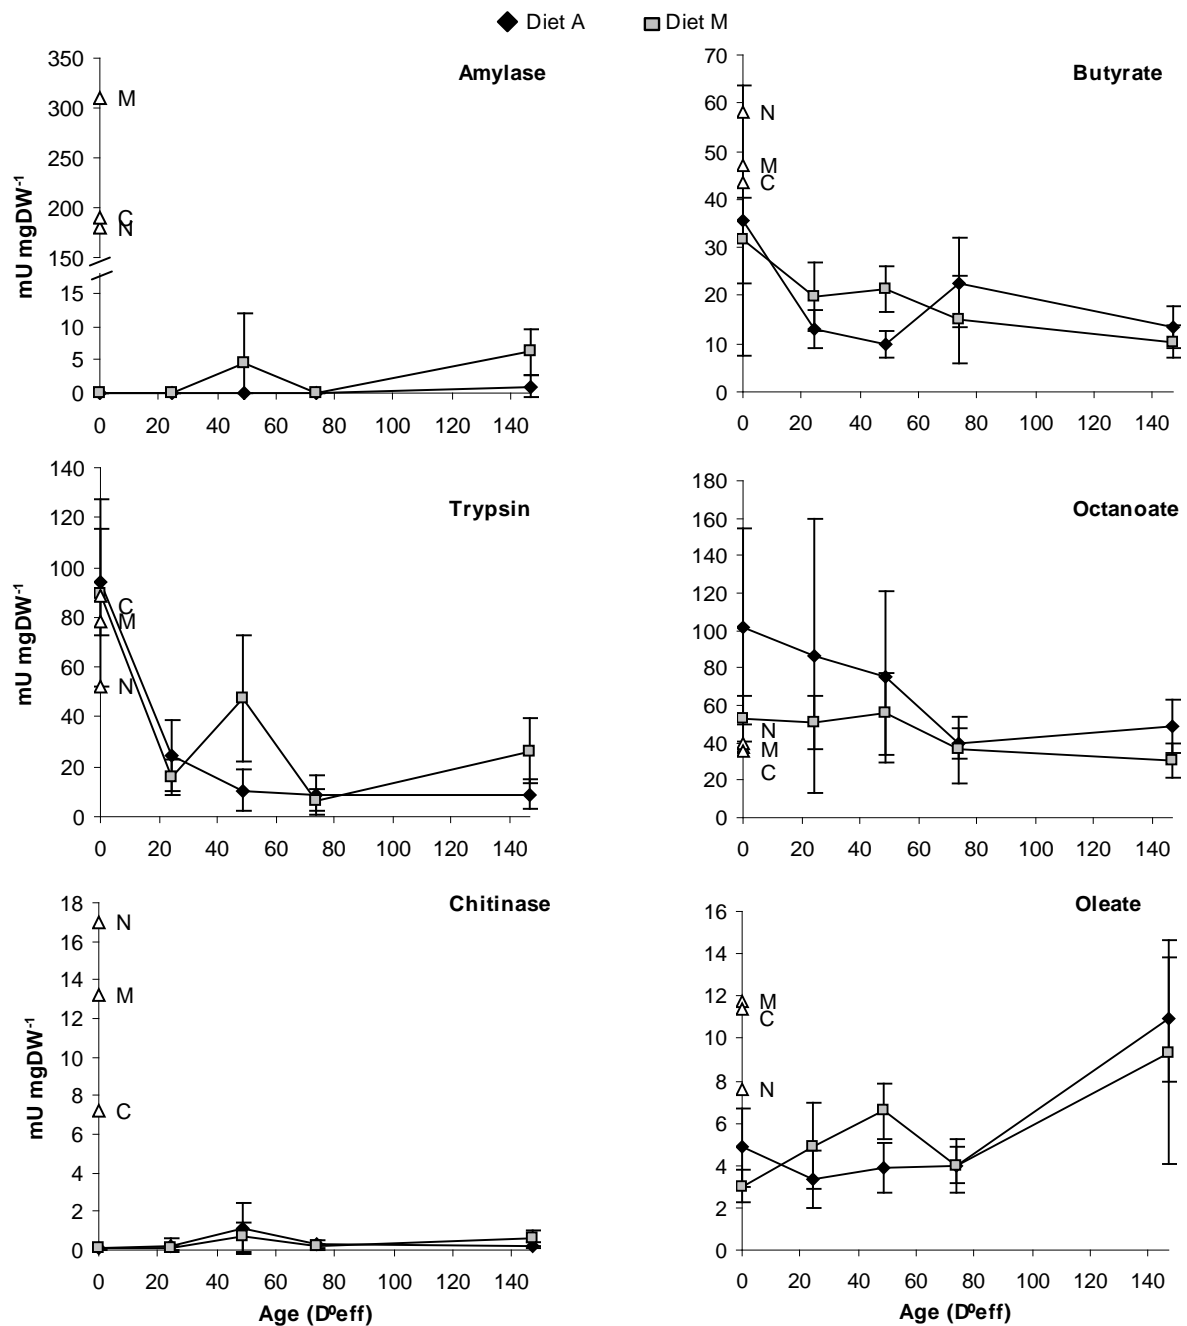 Diet A Diet M
Amylase
350
300
250
200
150
15
10
5
0
M
C
N
mU mgDW-1
0 20 40 60 80 100 120 140
Butyrate
70
60
50
40
30
20
10
0
N
M
C
0 20 40 60 80 100 120 140
Trypsin
140
120
100
80
60
40
20
0
C
M
N
mU mgDW-1
0 20 40 60 80 100 120 140
Octanoate
180
160
140
120
100
80
60
40
20
0
N
M
C
0 20 40 60 80 100 120 140
Chitinase
18
16
14
12
10
8
6
4
2
0
N
M
C
mU mgDW-1
0 20 40 60 80 100 120 140
Age (Dºeff)
Oleate
16
14
12
10
8
6
4
2
0
M
C
N
0 20 40 60 80 100 120 140
Age (Dºeff)